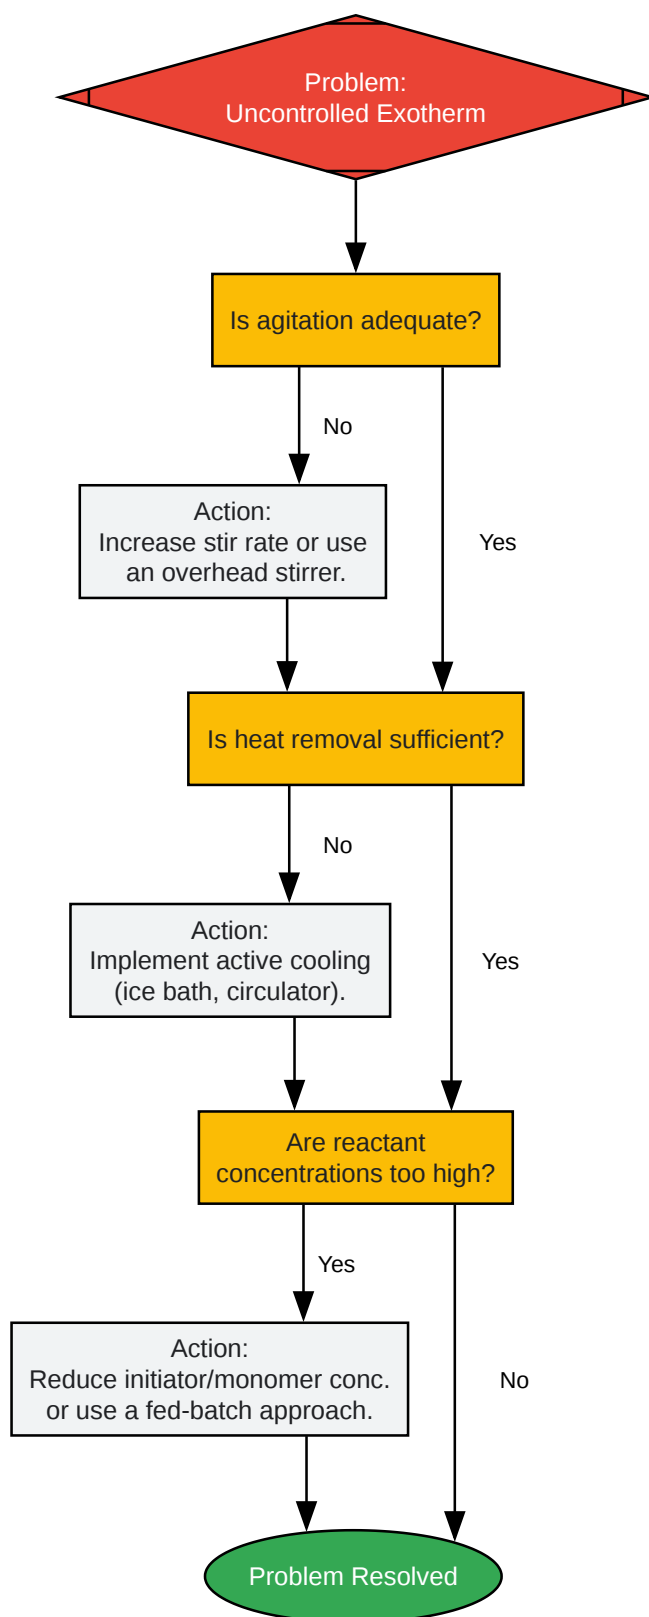 Problem:
Uncontrolled Exotherm
Is agitation adequate?
No
Action:
Increase stir rate or use
an overhead stirrer.
Yes
Is heat removal sufficient?
No
Action:
Implement active cooling
(ice bath, circulator).
Yes
Are reactant
concentrations too high?
Yes
Action:
Reduce initiator/monomer conc.
or use a fed-batch approach.
No
Problem Resolved